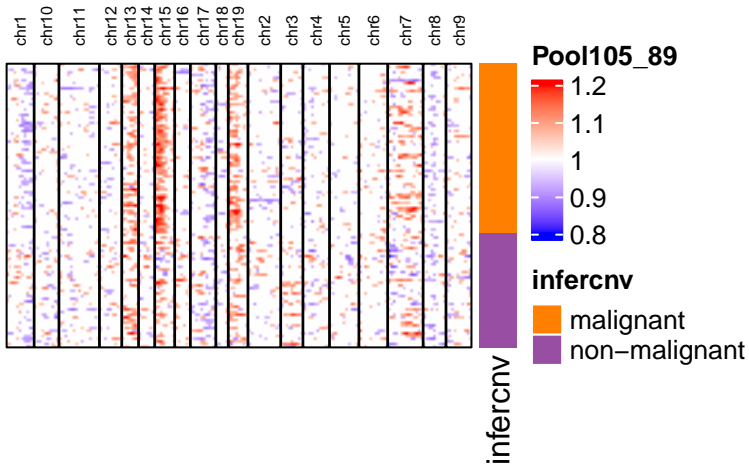 chr1
chr10
chr11
chr12
chr13
chr14
chr15
chr16
chr17
chr18
chr19
chr2
chr3
chr4
chr5
chr6
chr7
chr8
chr9
Pool105_89
1.2
1.1
1
0.9
0.8
infercnv
malignant
non−malignant
infercnv